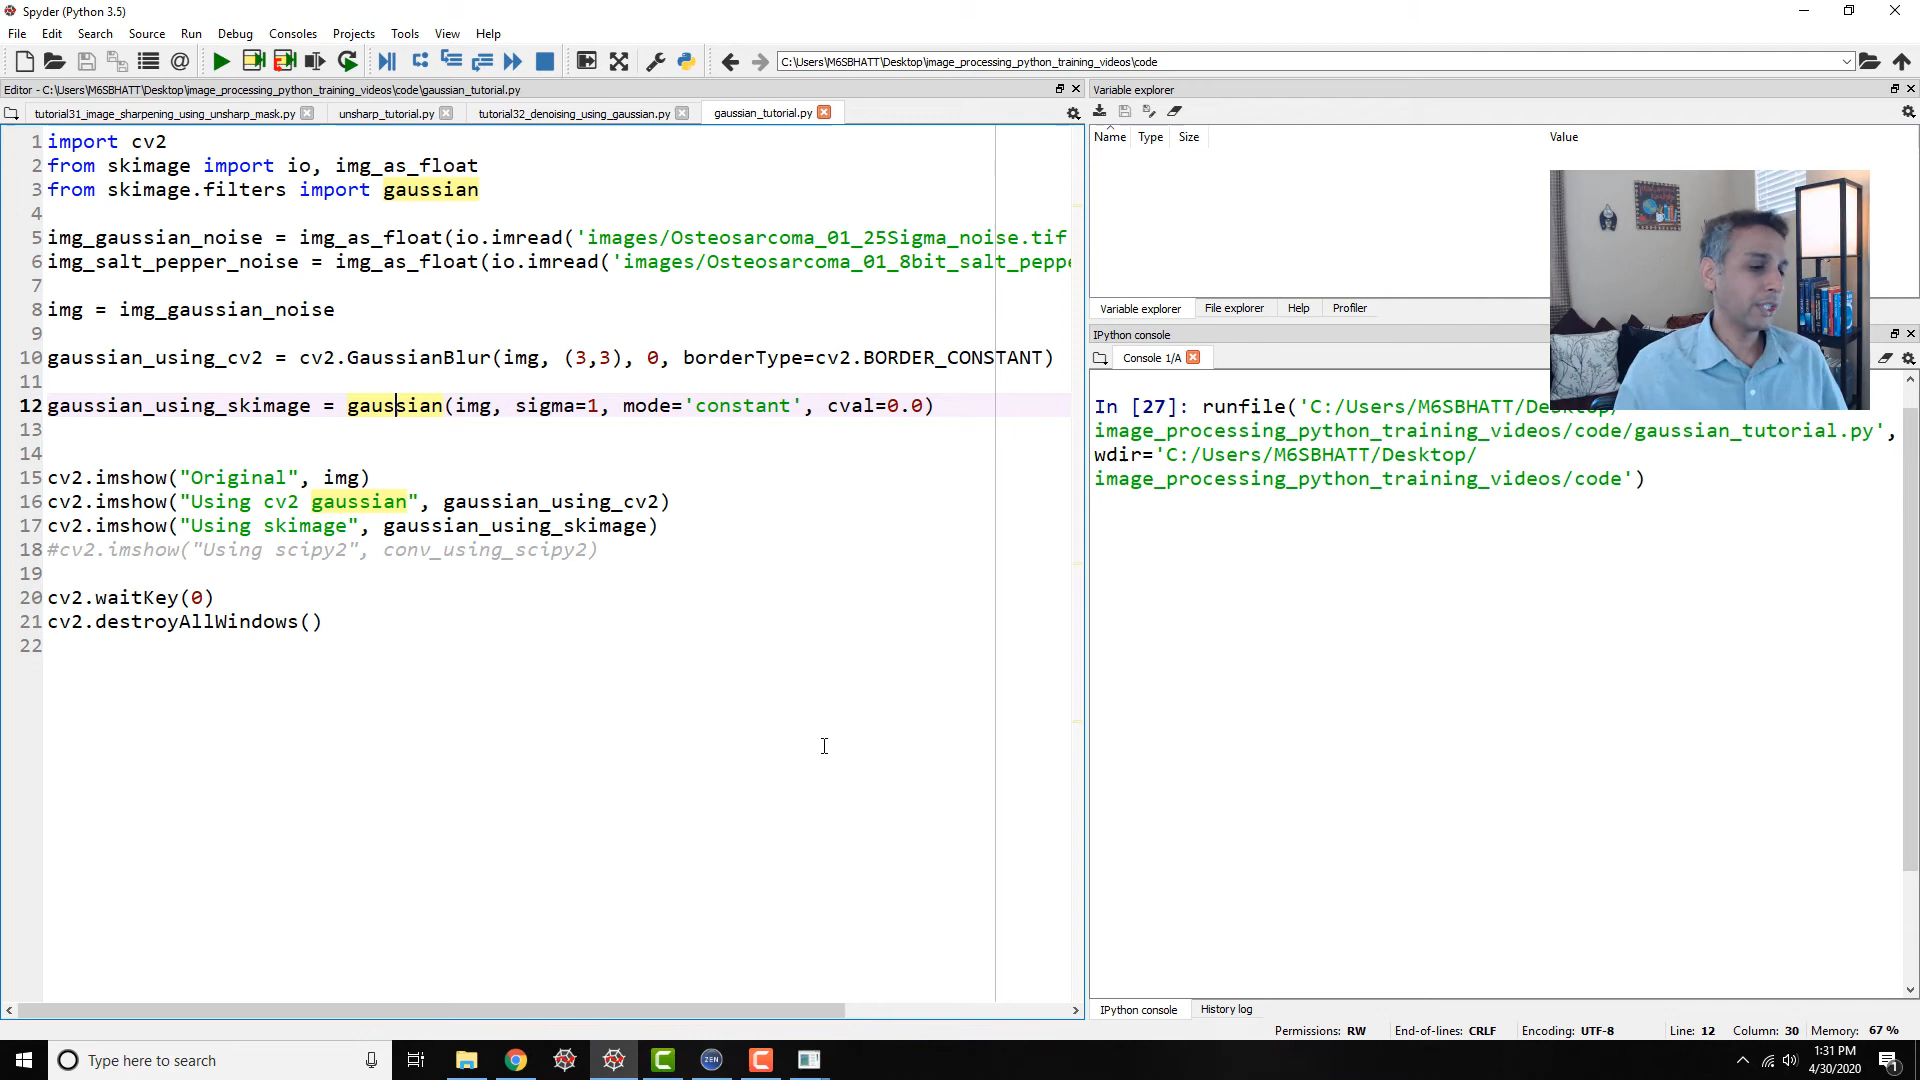 Spyder (Python 3.5)
File Edit Search Source Run Debug Consoles Projects Tools View Help
C:\Users\M6SBHATT\Desktop\image_processing_python_training_videos\code
Editor - C:\Users\M6SBHATT\Desktop\image_processing_python_training_videos\code\gaussian_tutorial.py
tutorial31_image_sharpening_using_unsharp_mask.py unsharp_tutorial.py tutorial32_denoising_using_gaussian.py gaussian_tutorial.py
1 import cv2
2 from skimage import io, img_as_float
3 from skimage.filters import gaussian
4
5 img_gaussian_noise = img_as_float(io.imread('images/Osteosarcoma_01_25Sigma_noise.tif
6 img_salt_pepper_noise = img_as_float(io.imread('images/Osteosarcoma_01_8bit_salt_peppe
7
8 img = img_gaussian_noise
9
10 gaussian_using_cv2 = cv2.GaussianBlur(img, (3,3), 0, borderType=cv2.BORDER_CONSTANT)
11
12 gaussian_using_skimage = gaussian(img, sigma=1, mode='constant', cval=0.0)
13
14
15 cv2.imshow("Original", img)
16 cv2.imshow("Using cv2 gaussian", gaussian_using_cv2)
17 cv2.imshow("Using skimage", gaussian_using_skimage)
18 #cv2.imshow("Using scipy2", conv_using_scipy2)
19
20 cv2.waitKey(0)
21 cv2.destroyAllWindows()
22
Variable explorer
Name Type Size Value
Variable explorer File explorer Help Profiler
IPython console
Console 1/A
In [27]: runfile('C:/Users/M6SBHATT/Desktop/
image_processing_python_training_videos/code/gaussian_tutorial.py',
wdir='C:/Users/M6SBHATT/Desktop/
image_processing_python_training_videos/code')
IPython console History log
Permissions: RW End-of-lines: CRLF Encoding: UTF-8 Line: 12 Column: 30 Memory: 67 %
Type here to search
ZEN
1:31 PM
4/30/2020
1